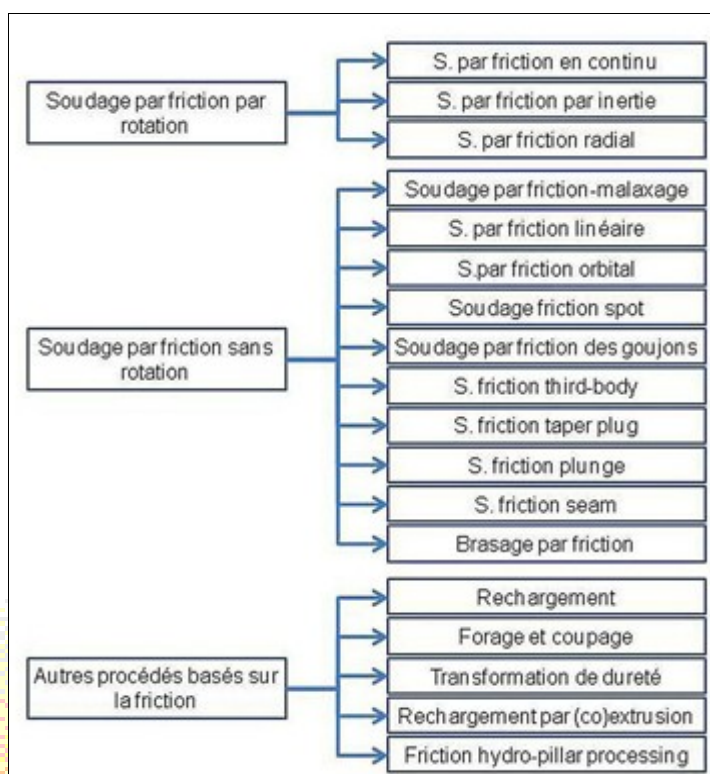 Soudage par friction par
rotation
S. par friction en continu
S. par friction par inertie
S. par friction radial
Soudage par friction sans
rotation
Soudage par friction-malaxage
S. par friction linéaire
S.par friction orbital
Soudage friction spot
Soudage par friction des goujons
S. friction third-body
S. friction taper plug
S. friction plunge
S. friction seam
Brasage par friction
Autres procédés basés sur
la friction
Rechargement
Forage et coupage
Transformation de dureté
Rechargement par (co)extrusion
Friction hydro-pillar processing